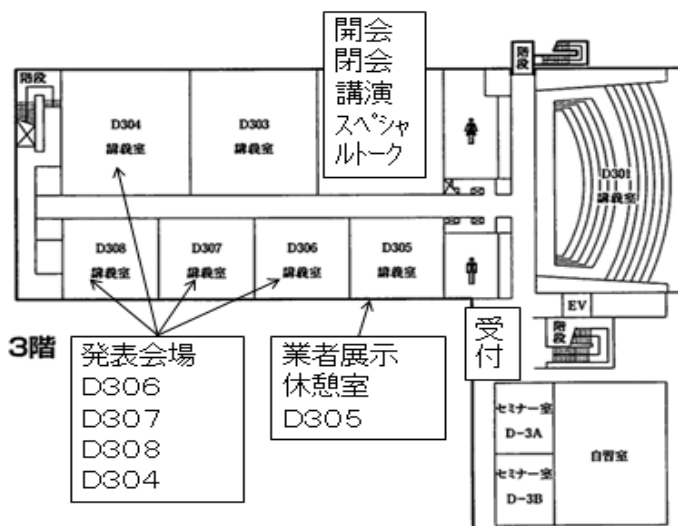 開会
閉会
講演
スペシャ
ルトーク
階段
階段
D304
講義室
D303
講義室
D301
講義室
D308
講義室
D307
講義室
D306
講義室
D305
講義室
EV
階段
3階
発表会場
D306
D307
D308
D304
業者展示
休憩室
D305
受
付
セミナー室
D-3A
セミナー室
D-3B
自習室